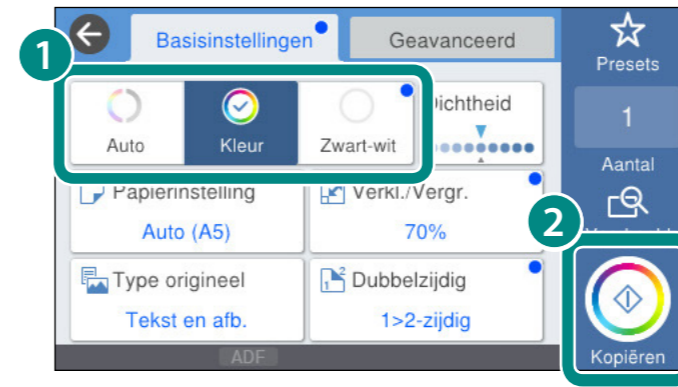 1
Basisinstellingen
Geavanceerd
Presets
Auto
Kleur
Zwart-wit
ichtheid
1
Aantal
Papierinstelling
Auto (A5)
Verkl./Vergr.
70%
2
Type origineel
Tekst en afb.
Dubbelzijdig
1>2-zijdig
ADF
Kopiëren